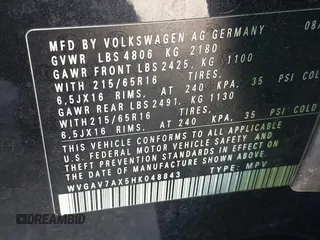 MFD. BY VOLKSWAGEN AG GERMANY 08/
GVWR LBS 4806 KG 2180
GAWR FRONT LBS 2425, KG 1100
WITH 215/65R16 TIRES,
6,5JX16 RIMS, AT 240 KPA, 35 PSI COLD
GAWR REAR LBS 2491, KG 1130
WITH 215/65R16 TIRES,
6,5JX16 RIMS, AT 240 KPA, 35 PSI COL
THIS VEHICLE CONFORMS TO ALL APPLICABLE
U.S. FEDERAL MOTOR VEHICLE SAFETY AND
THEFT PREVENTION STANDARDS IN EFFECT
ON THE DATE OF MANUFACTURE SHOWN ABOVE.
WVGAV7AX5HK048843 TYPE: MPV
DREAMBID